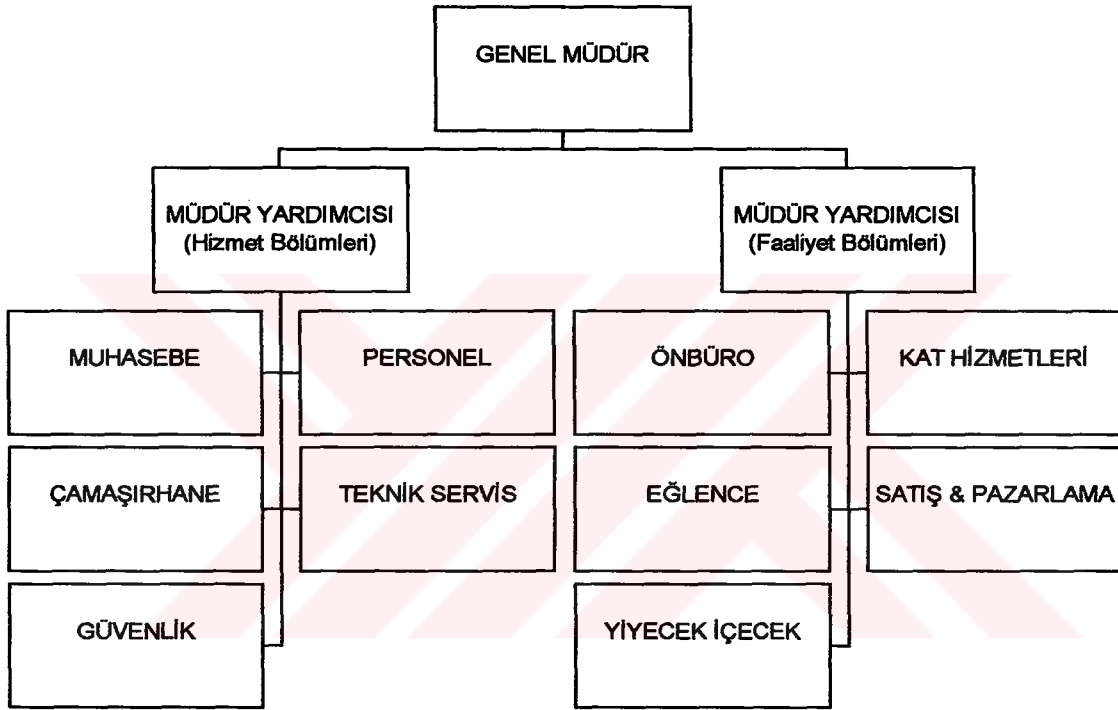 GENEL MÜDÜR
MÜDÜR YARDIMCISI
(Hizmet Bölümleri)
MÜDÜR YARDIMCISI
(Faaliyet Bölümleri)
MUHASEBE
PERSONEL
ÖNBÜRO
KAT HİZMETLERİ
ÇAMAŞIRHANE
TEKNİK SERVİS
EĞLENCE
SATIŞ & PAZARLAMA
GÜVENLİK
YİYECEK İÇECEK